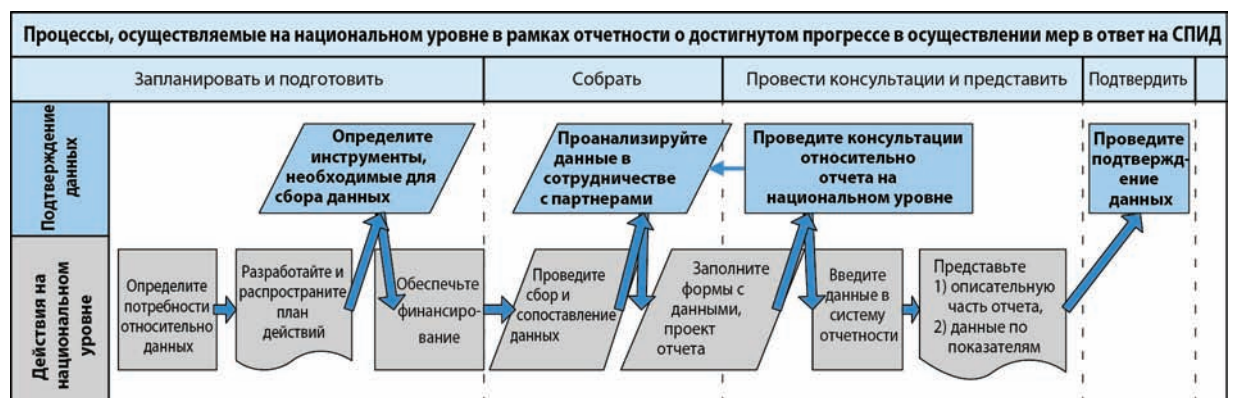 Процессы, осуществляемые на национальном уровне в рамках отчетности о достигнутом прогрессе в осуществлении мер в ответ на СПИД
Запланировать и подготовить
Собрать
Провести консультации и представить
Подтвердить
Подтверждение
данных
Определите
инструменты,
необходимые для
сбора данных
Проанализируйте
данные в
сотрудничестве
с партнерами
Проведите консультации
относительно
отчета на
национальном уровне
Проведите
подтвержд-
ение
данных
Действия на
национальном
уровне
Определите
потребности
относительно
данных
Разработайте и
распространите
план
действий
Обеспечьте
финансиро-
вание
Проведите
сбор и
сопоставление
данных
Заполните
формы с
данными,
проект
отчета
Введите
данные в
систему
отчетности
Представьте
1) описательную
часть отчета,
2) данные по
показателям